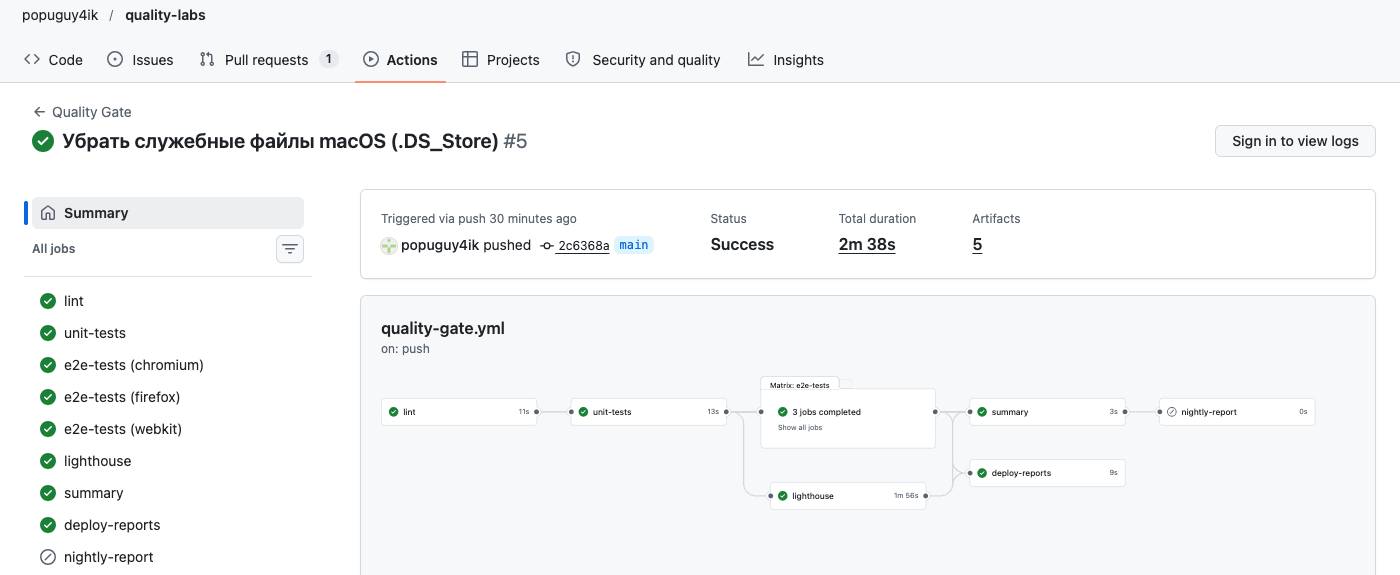 popuguy4ik / quality-labs
Code Issues Pull requests 1 Actions Projects Security and quality Insights
Quality Gate
Убрать служебные файлы macOS (.DS_Store) #5
Sign in to view logs
Summary
All jobs
lint
unit-tests
e2e-tests (chromium)
e2e-tests (firefox)
e2e-tests (webkit)
lighthouse
summary
deploy-reports
nightly-report
Triggered via push 30 minutes ago
popuguy4ik pushed 2c6368a main
Status
Success
Total duration
2m 38s
Artifacts
5
quality-gate.yml
on: push
lint 11s
unit-tests 13s
Matrix: e2e-tests
3 jobs completed
Show all jobs
lighthouse 1m 56s
summary 3s
deploy-reports 9s
nightly-report 0s